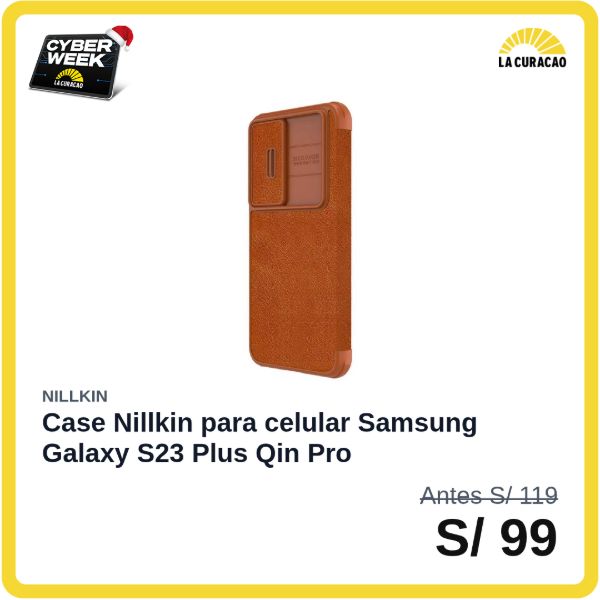 CYBER
WEEK
LA CURACAO
LA CURACAO
NILLKIN
Case Nillkin para celular Samsung
Galaxy S23 Plus Qin Pro
Antes S/ 119
S/ 99